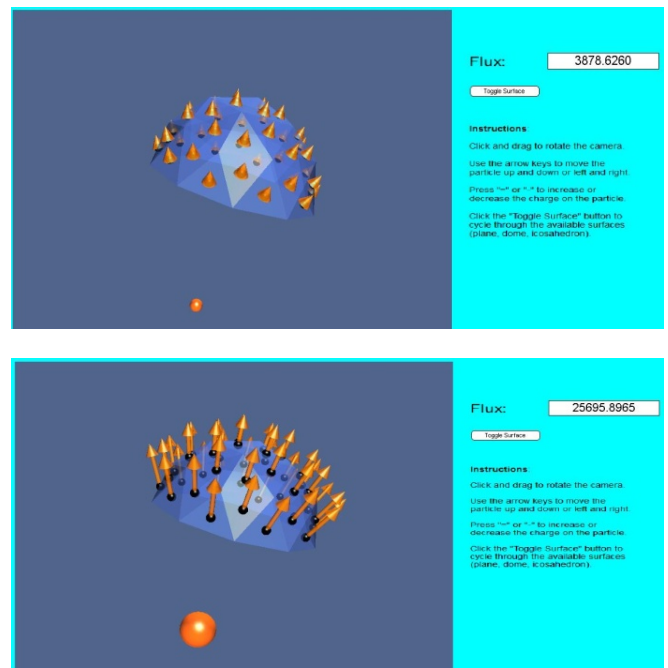 Flux: 3878.6260
Toggle Surface
Instructions:
Click and drag to rotate the camera.
Use the arrow keys to move the
particle up and down or left and right.
Press "=" or "-" to increase or
decrease the charge on the particle.
Click the "Toggle Surface" button to
cycle through the available surfaces
(plane, dome, icosahedron).
Flux: 25695.8965
Toggle Surface
Instructions:
Click and drag to rotate the camera.
Use the arrow keys to move the
particle up and down or left and right.
Press "=" or "-" to increase or
decrease the charge on the particle.
Click the "Toggle Surface" button to
cycle through the available surfaces
(plane, dome, icosahedron).